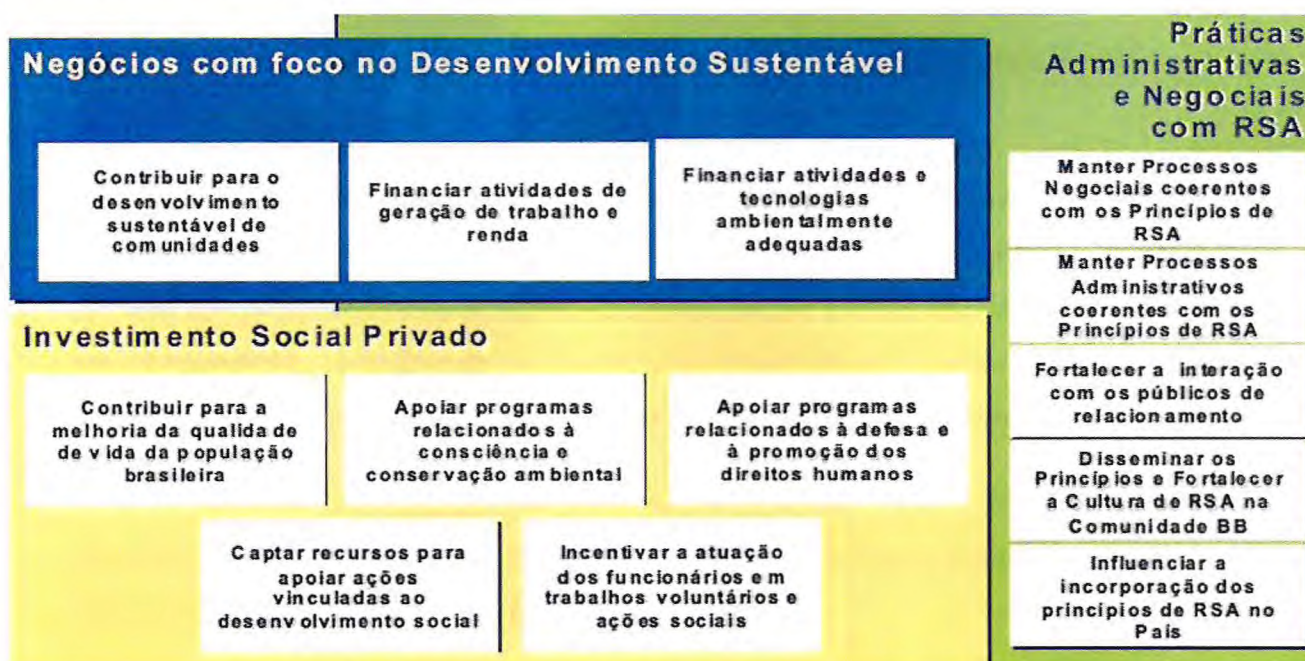 Negócios com foco no Desenvolvimento Sustentável
Contribuir para o
desenvolvimento
sustentável de
comunidades
Financiar atividades de
geração de trabalho e
renda
Financiar atividades e
tecnologias
ambientalmente
adequadas
Investimento Social Privado
Contribuir para a
melhoria da qualidade
de vida da população
brasileira
Apoiar programas
relacionados à
consciência e
conservação ambiental
Apoiar programas
relacionados à defesa e
à promoção dos
direitos humanos
Captar recursos para
apoiar ações
vinculadas ao
desenvolvimento social
Incentivar a atuação
dos funcionários em
trabalhos voluntários e
ações sociais
Práticas
Administrativas
e Negociais
com RSA
Manter Processos
Negociais coerentes
com os Princípios de
RSA
Manter Processos
Administrativos
coerentes com os
Princípios de RSA
Fortalecer a interação
com os públicos de
relacionamento
Disseminar os
Princípios e Fortalecer
a Cultura de RSA na
Comunidade BB
Influenciar a
incorporação dos
princípios de RSA no
País